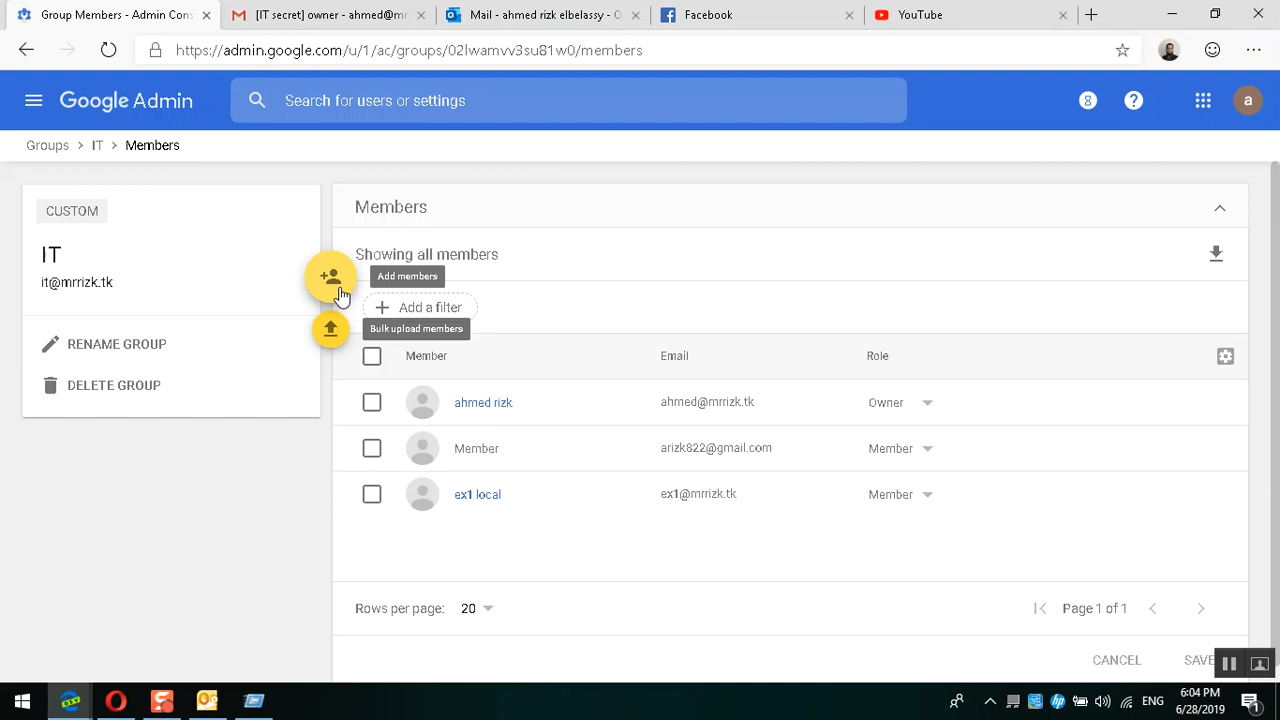 Group Members - Admin Cons
[IT secret] owner - ahmed@mr
Mail - ahmed rizk elbelassy - O
Facebook
YouTube
https://admin.google.com/u/1/ac/groups/02lwamvv3su81w0/members
Google Admin
Search for users or settings
8
?
a
Groups > IT > Members
CUSTOM
IT
it@mrrizk.tk
RENAME GROUP
DELETE GROUP
Members
Showing all members
Add members
Add a filter
Bulk upload members
Member Email Role
ahmed rizk ahmed@mrrizk.tk Owner
Member arizk822@gmail.com Member
ex1 local ex1@mrrizk.tk Member
Rows per page: 20 Page 1 of 1
CANCEL SAVE
ENG
6:04 PM
6/28/2019
1